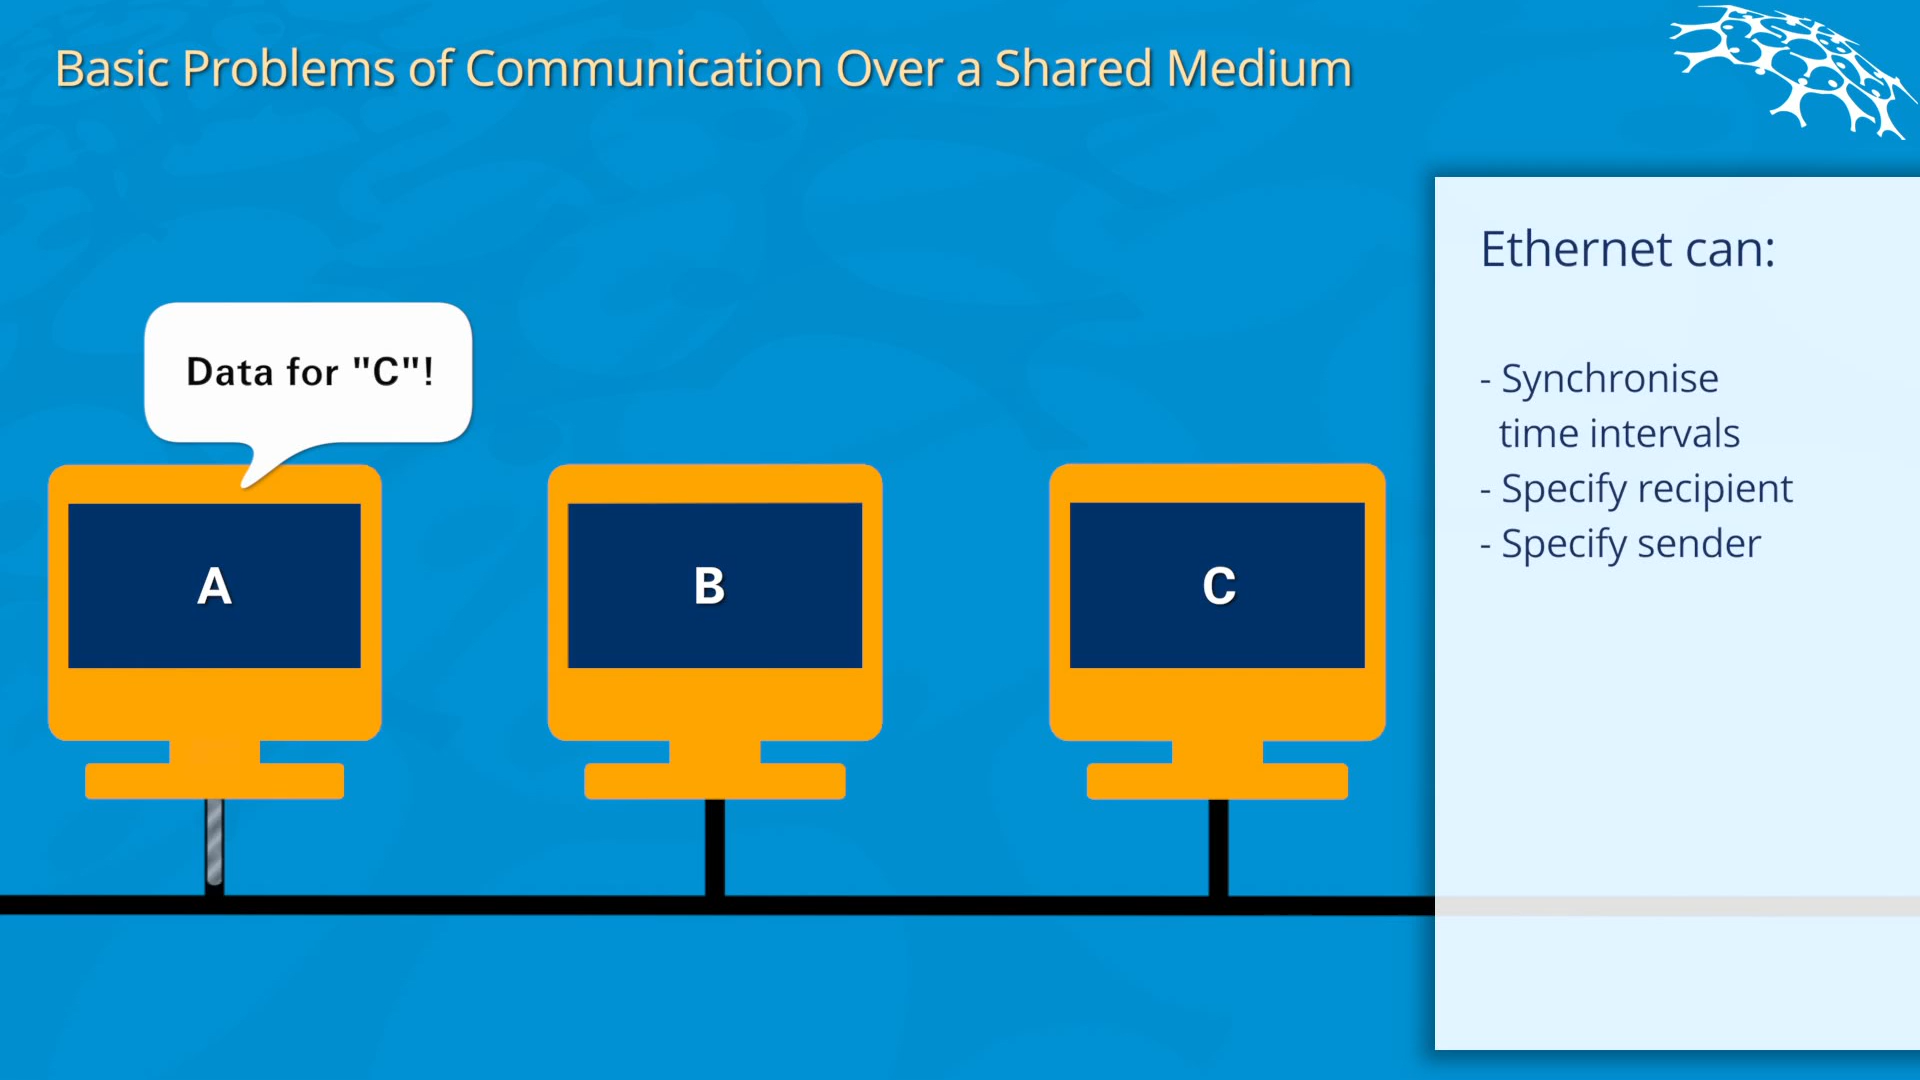 Basic Problems of Communication Over a Shared Medium
Data for "C"!
A
B
C
Ethernet can:
- Synchronise
time intervals
- Specify recipient
- Specify sender